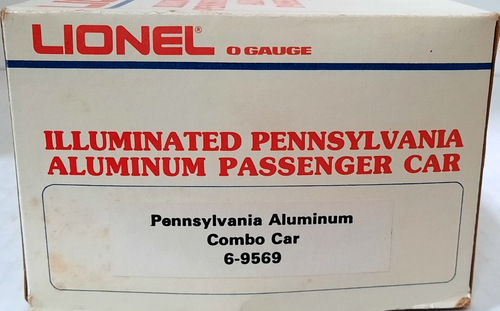 LIONEL® O GAUGE
ILLUMINATED PENNSYLVANIA
ALUMINUM PASSENGER CAR
Pennsylvania Aluminum
Combo Car
6-9569